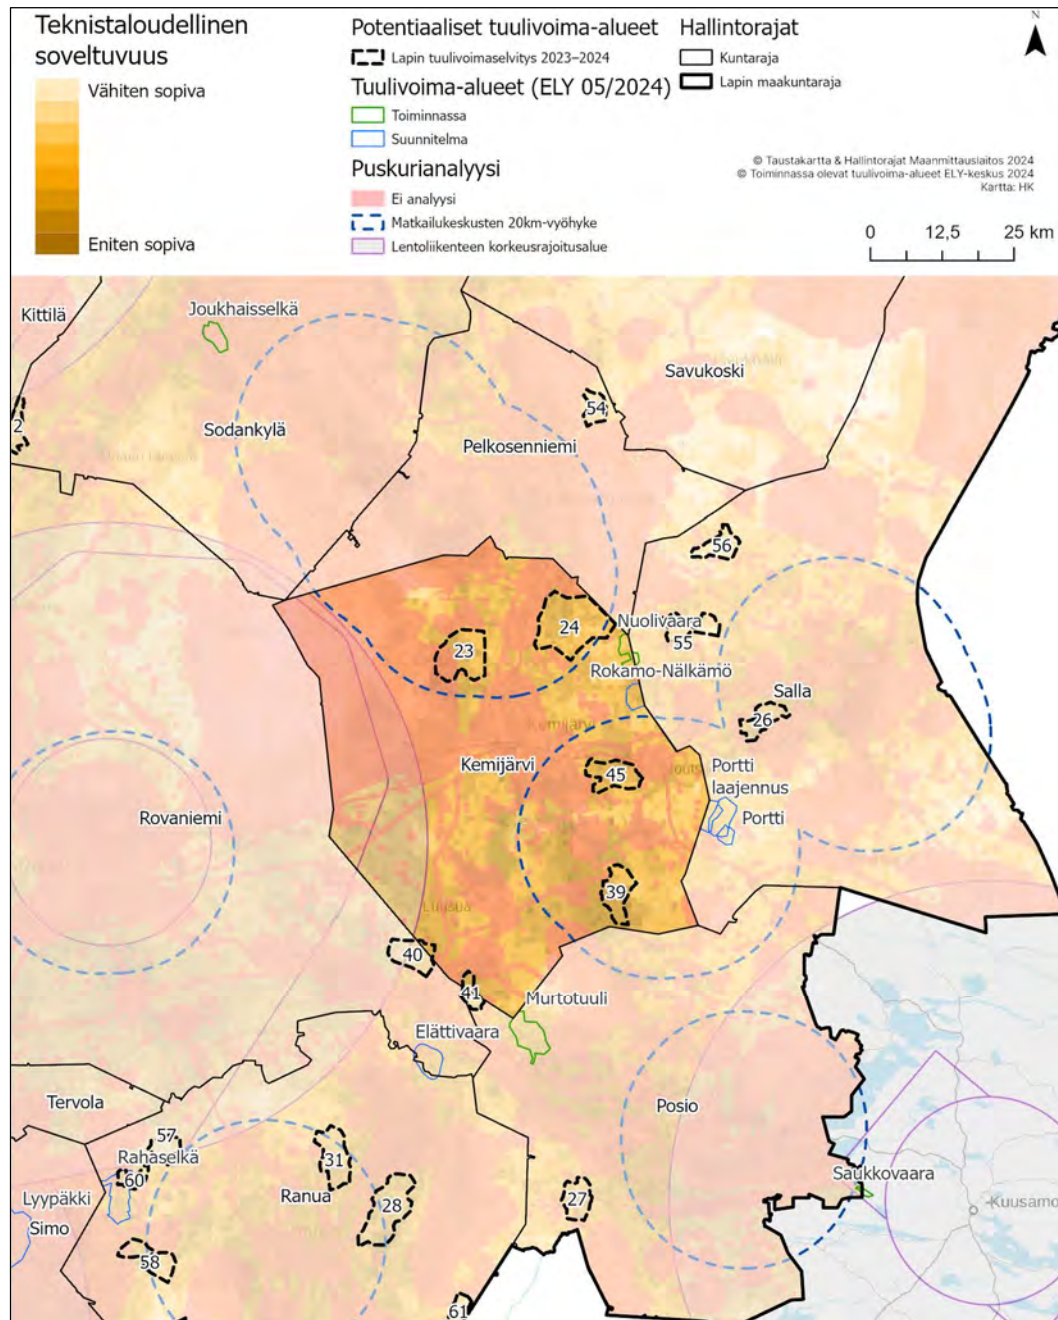 Teknistaloudellinen
soveltuvuus
Vähiten sopiva
Eniten sopiva
Potentiaaliset tuulivoima-alueet
Lapin tuulivoimaselvitys 2023–2024
Tuulivoima-alueet (ELY 05/2024)
Toiminnassa
Suunnitelma
Puskurianalyysi
Ei analyysi
Matkailukeskusten 20km-vyöhyke
Lentoliikenteen korkeusrajoitusalue
Hallintorajat
Kuntaraja
Lapin maakuntaraja
N
© Taustakartta & Hallintorajat Maanmittauslaitos 2024
© Toiminnassa olevat tuulivoima-alueet ELY-keskus 2024
Kartta: HK
0 12,5 25 km
Kittilä
Joukhaisselkä
Savukoski
54
2
Sodankylä
Pelkosenniemi
56
Nuolivaara
24
55
23
Rokamo-Nälkämö
Salla
26
Kemijärvi
Kemijärvi
45
Portti
laajennus
Portti
Rovaniemi
39
40
41
Murtotuuli
Elättivaara
Tervola
Posio
57
Rahaselkä
31
60
Saukkovaara
Lyypäkki
Ranua
28
27
Kuusamo
Simo
58
61